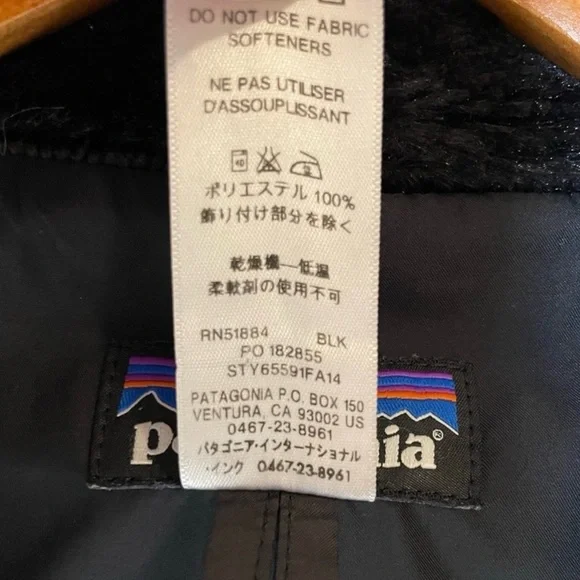 DO NOT USE FABRIC
SOFTENERS
NE PAS UTILISER
D'ASSOUPLISSANT
40
ポリエステル 100%
飾り付け部分を除く
乾燥機—低温
柔軟剤の使用不可
RN51884 BLK
PO 182855
STY65591FA14
PATAGONIA P.O. BOX 150
VENTURA, CA 93002 US
0467-23-8961
パタゴニア・インターナショナル
・インク 0467-23-8961
p nia®